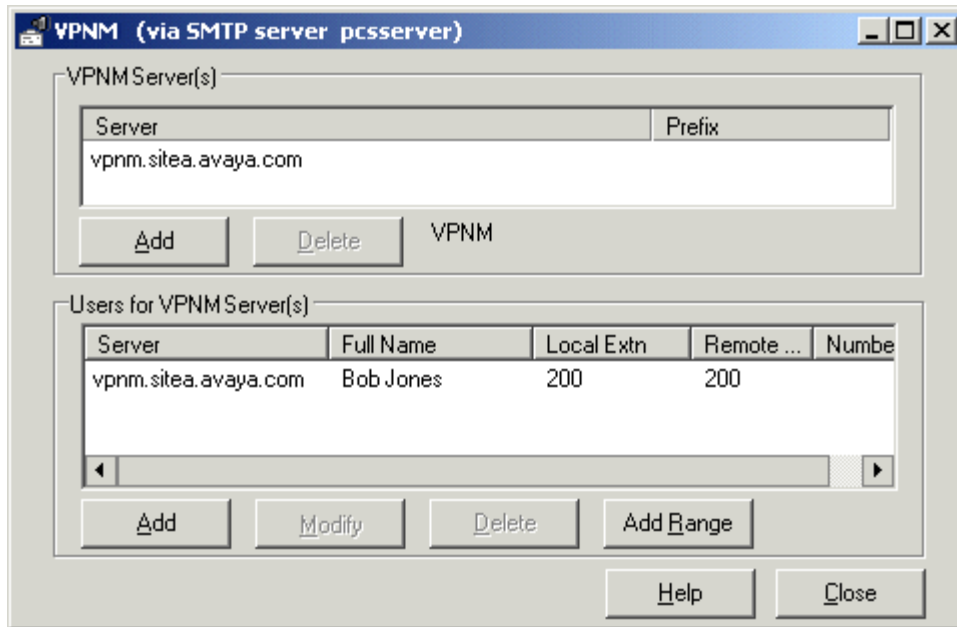 VPNM (via SMTP server pcsserver)
VPNM Server(s)
Server Prefix
vpnm.sitea.avaya.com
Add Delete VPNM
Users for VPNM Server(s)
Server Full Name Local Extn Remote ... Numbe
vpnm.sitea.avaya.com Bob Jones 200 200
Add Modify Delete Add Range
Help Close